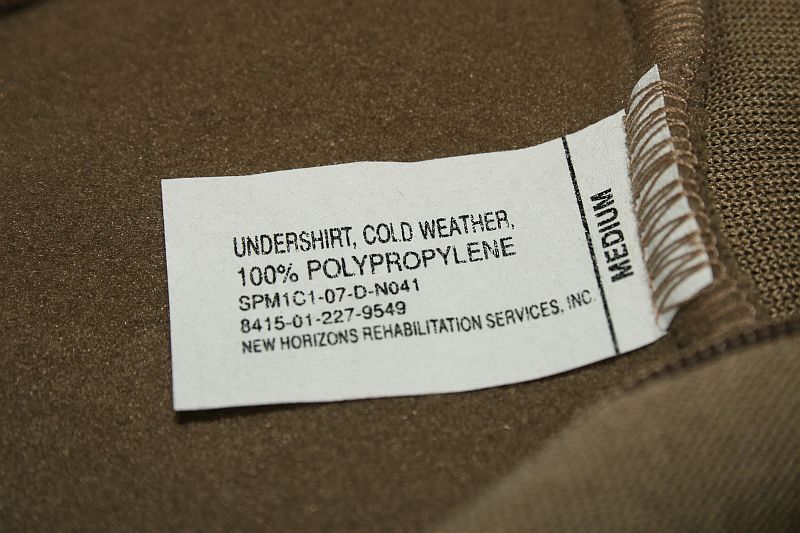 UNDERSHIRT, COLD WEATHER,
100% POLYPROPYLENE
SPM1C1-07-D-N041
8415-01-227-9549
NEW HORIZONS REHABILITATION SERVICES, INC.
MEDIUM